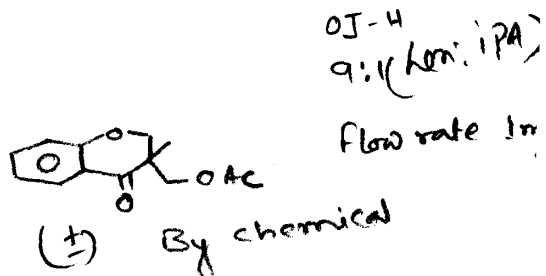 OJ-H
9:1 (hex: iPA)
flow rate 1m
O
O
OAc
O
(±) By chemical